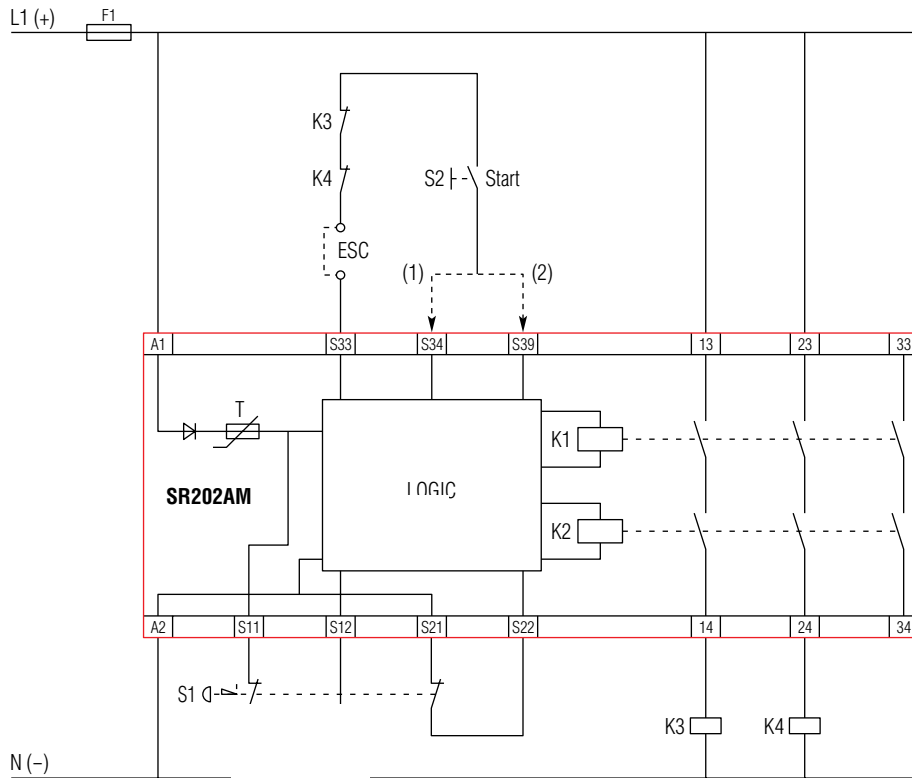 L1 (+)
F1
K3
K4
S2
Start
ESC
(1)
(2)
A1
S33
S34
S39
13
23
33
T
K1
SR202AM
LOGIC
K2
A2
S11
S12
S21
S22
14
24
34
S1
K3
K4
N (–)